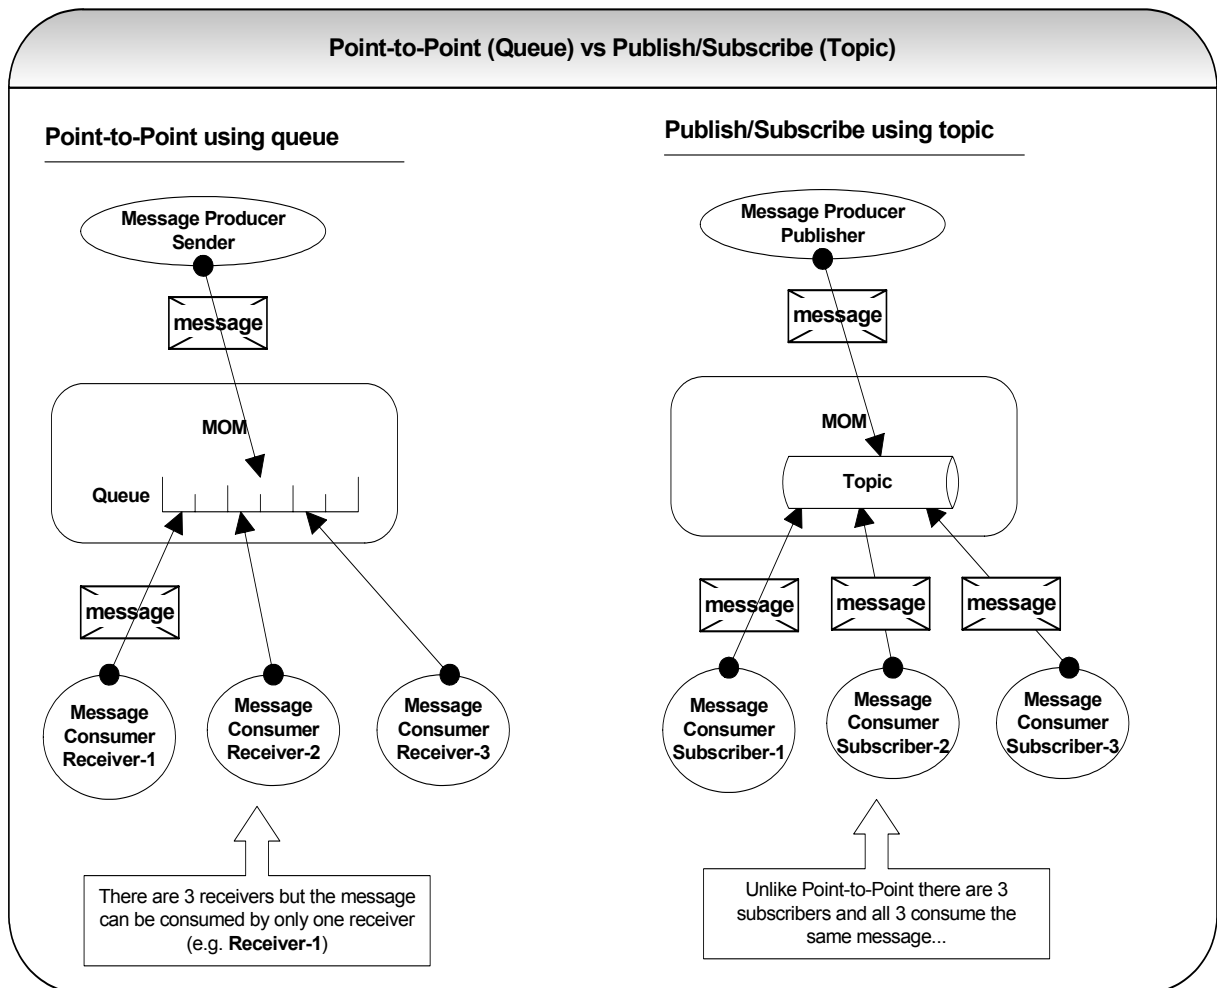 Point-to-Point (Queue) vs Publish/Subscribe (Topic)
Point-to-Point using queue
Message Producer
Sender
message
MOM
Queue
message
Message
Consumer
Receiver-1
Message
Consumer
Receiver-2
Message
Consumer
Receiver-3
There are 3 receivers but the message
can be consumed by only one receiver
(e.g. Receiver-1)
Publish/Subscribe using topic
Message Producer
Publisher
message
MOM
Topic
message
message
message
Message
Consumer
Subscriber-1
Message
Consumer
Subscriber-2
Message
Consumer
Subscriber-3
Unlike Point-to-Point there are 3
subscribers and all 3 consume the
same message...